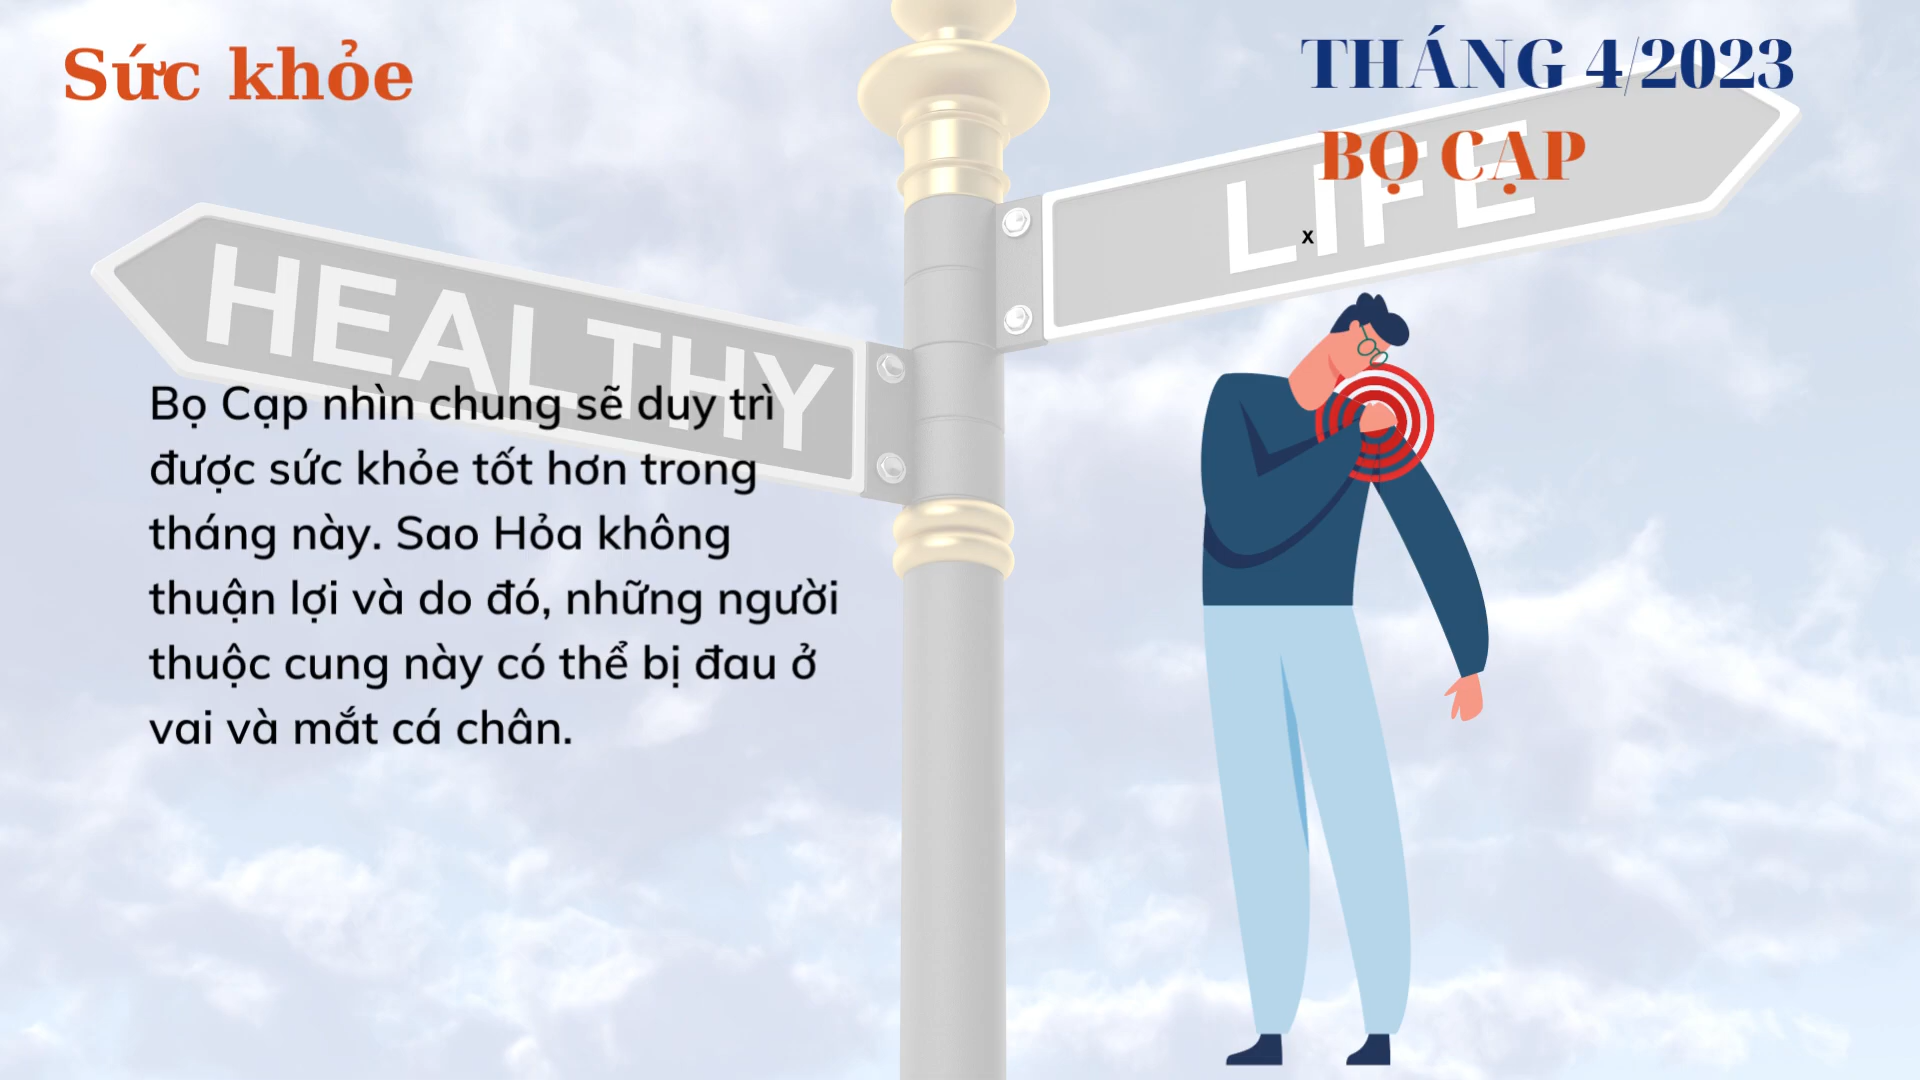 Sức khỏe
THÁNG 4/2023
BỌ CẠP
LIFE
x
HEALTHY
Bọ Cạp nhìn chung sẽ duy trì
được sức khỏe tốt hơn trong
tháng này. Sao Hỏa không
thuận lợi và do đó, những người
thuộc cung này có thể bị đau ở
vai và mắt cá chân.